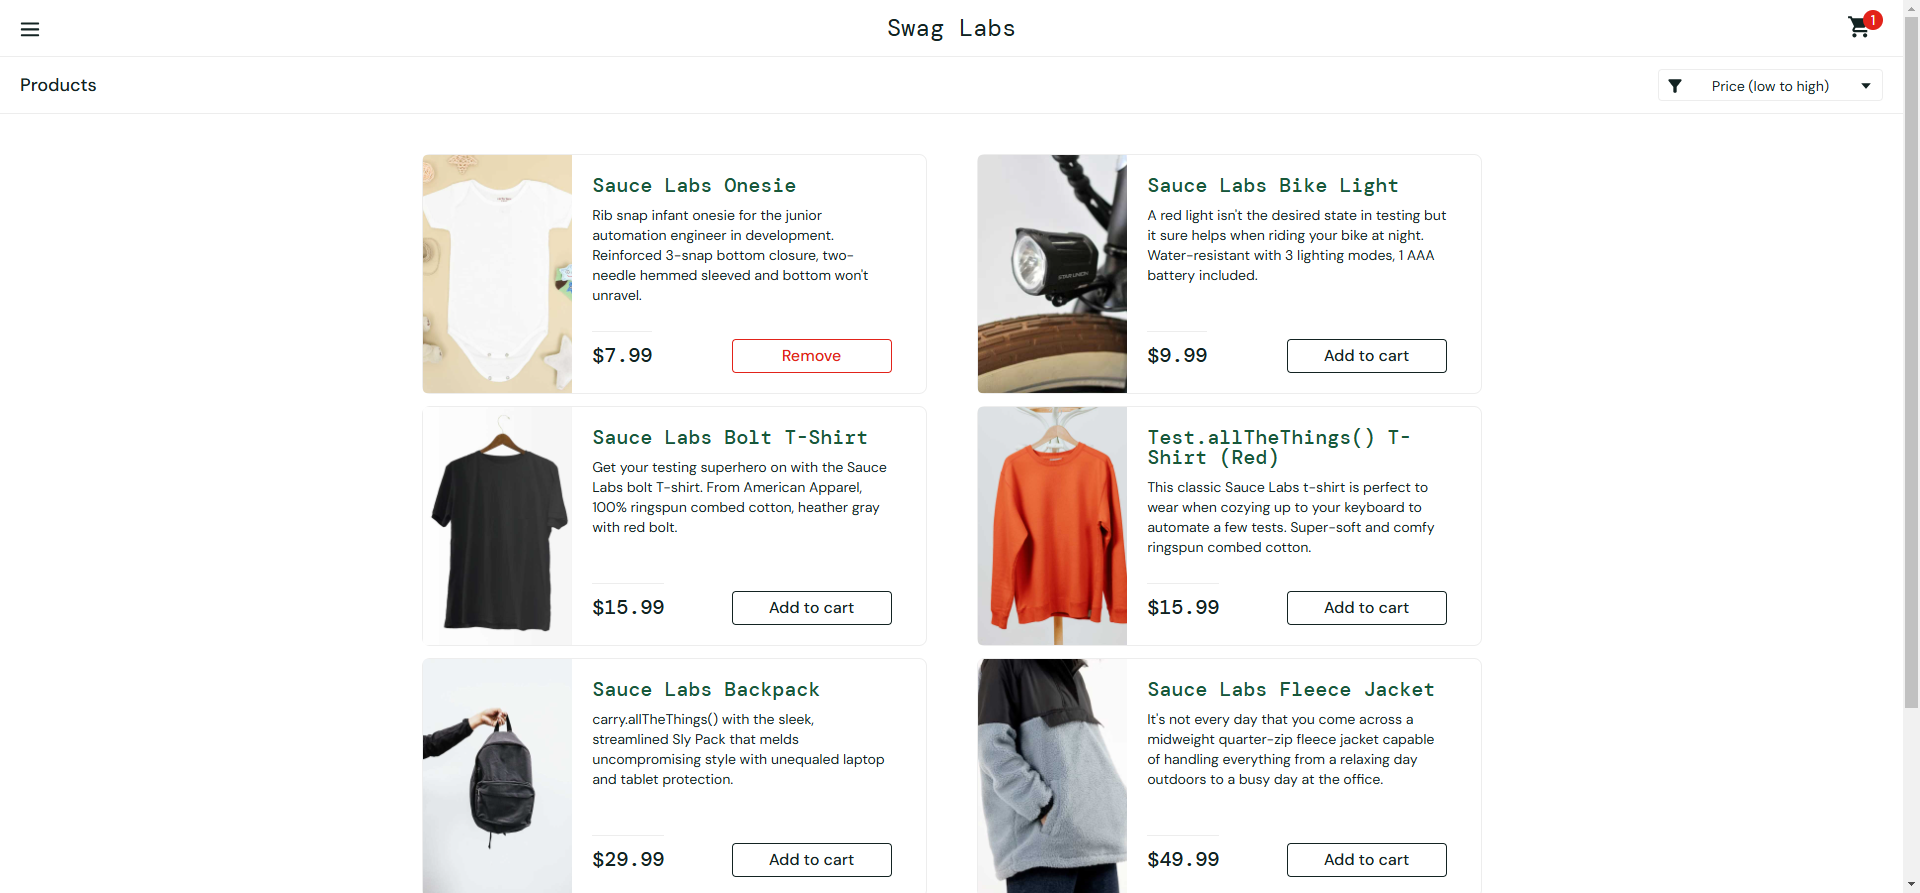 Swag Labs
1
Products
Price (low to high)
Sauce Labs Onesie
Rib snap infant onesie for the junior
automation engineer in development.
Reinforced 3-snap bottom closure, two-
needle hemmed sleeved and bottom won't
unravel.
$7.99
Remove
Sauce Labs Bike Light
A red light isn't the desired state in testing but
it sure helps when riding your bike at night.
Water-resistant with 3 lighting modes, 1 AAA
battery included.
$9.99
Add to cart
STAR UNION
Sauce Labs Bolt T-Shirt
Get your testing superhero on with the Sauce
Labs bolt T-shirt. From American Apparel,
100% ringspun combed cotton, heather gray
with red bolt.
$15.99
Add to cart
Test.allTheThings() T-
Shirt (Red)
This classic Sauce Labs t-shirt is perfect to
wear when cozying up to your keyboard to
automate a few tests. Super-soft and comfy
ringspun combed cotton.
$15.99
Add to cart
Sauce Labs Backpack
carry.allTheThings() with the sleek,
streamlined Sly Pack that melds
uncompromising style with unequaled laptop
and tablet protection.
$29.99
Add to cart
Sauce Labs Fleece Jacket
It's not every day that you come across a
midweight quarter-zip fleece jacket capable
of handling everything from a relaxing day
outdoors to a busy day at the office.
$49.99
Add to cart